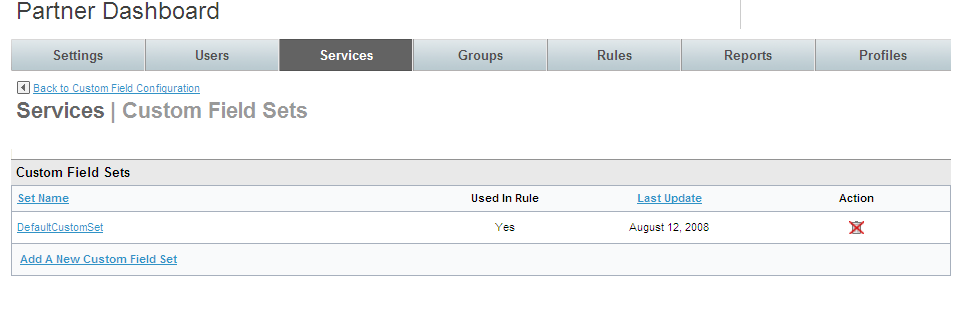 Partner Dashboard
Settings Users Services Groups Rules Reports Profiles
Back to Custom Field Configuration
Services | Custom Field Sets
Custom Field Sets
Set Name Used In Rule Last Update Action
DefaultCustomSet Yes August 12, 2008
Add A New Custom Field Set